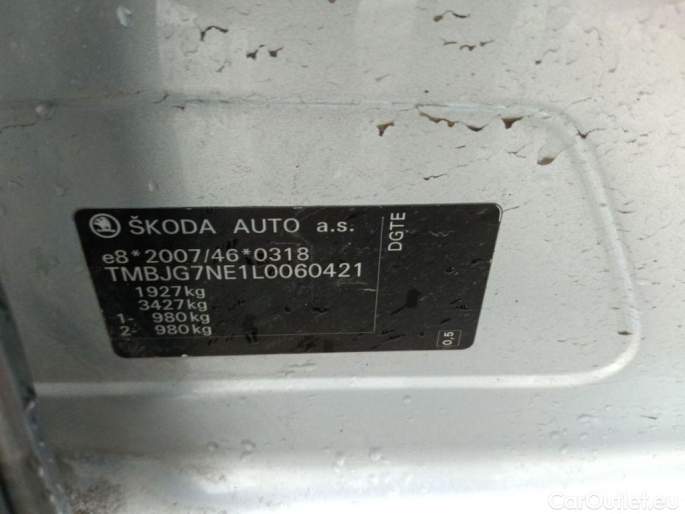 ŠKODA AUTO a.s.
e8*2007/46*0318
TMBJG7NE1L0060421
1927kg
3427kg
1- 980kg
2- 980kg
DGTE
0,5
CarOutlet.eu